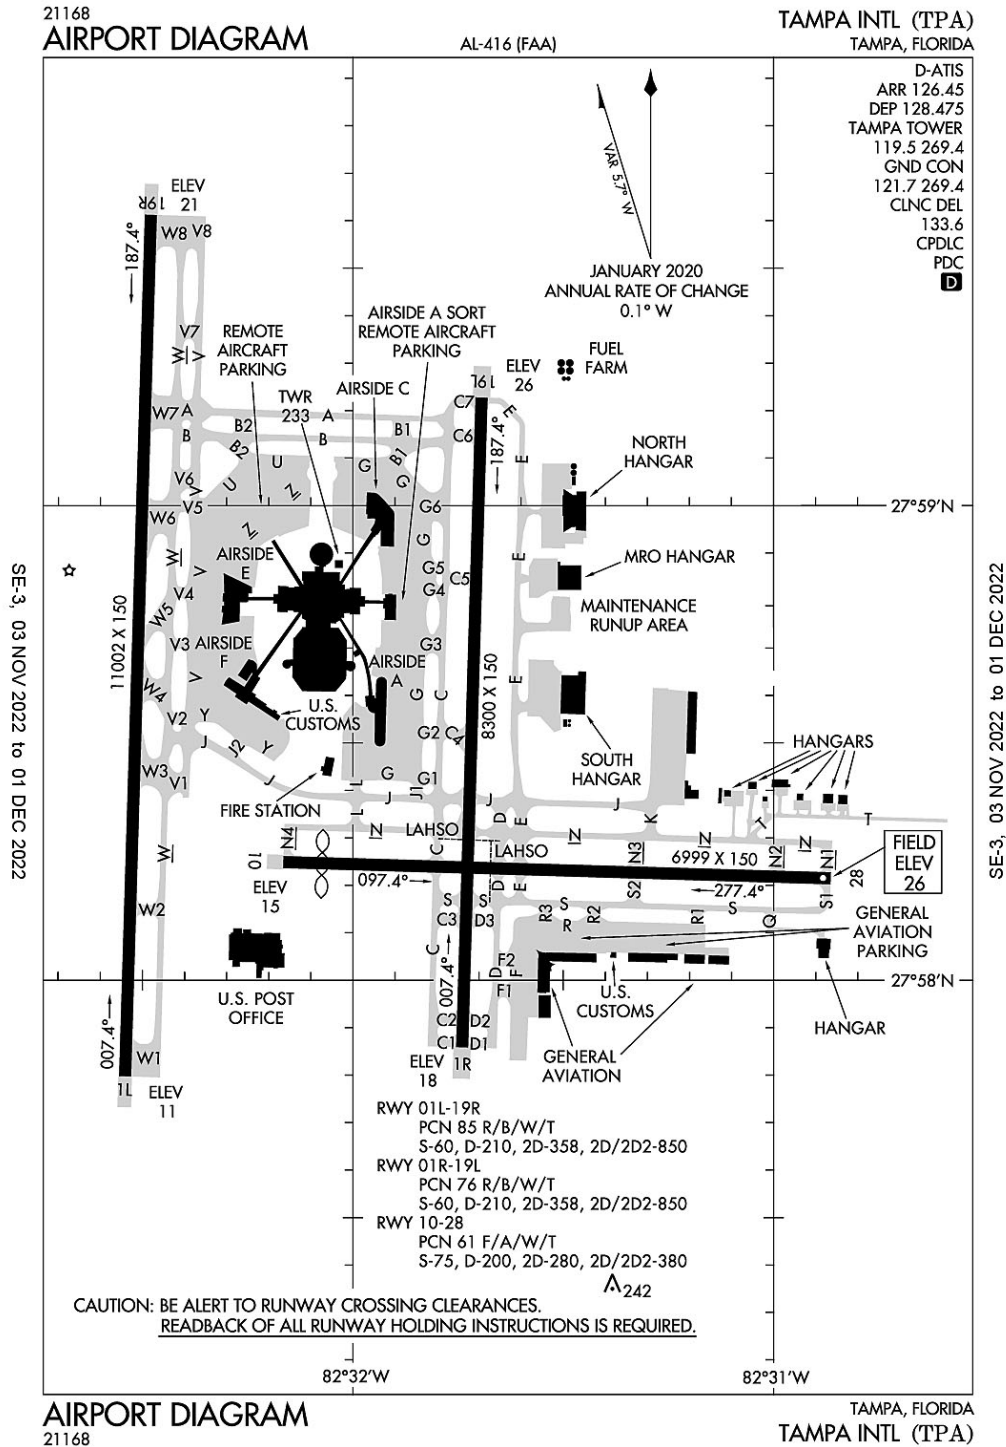 21168
AIRPORT DIAGRAM
AL-416 (FAA)
TAMPA INTL (TPA)
TAMPA, FLORIDA
D-ATIS
ARR 126.45
DEP 128.475
TAMPA TOWER
119.5 269.4
GND CON
121.7 269.4
CLNC DEL
133.6
CPDLC
PDC
D
VAR 5.7° W
JANUARY 2020
ANNUAL RATE OF CHANGE
0.1° W
ELEV
21
19R
187.4°
W8 V8
V7
W
V
W7 A
B
B2
B2
A
B
B1
B1
U
U
Z
Z
G
G
REMOTE
AIRCRAFT
PARKING
TWR
233
AIRSIDE C
AIRSIDE A SORT
REMOTE AIRCRAFT
PARKING
19L
ELEV
26
C7
C6
E
E
187.4°
FUEL
FARM
NORTH
HANGAR
27°59'N
V6
V
V5
W6
G6
G
W
V
V4
W5
V3
AIRSIDE
E
AIRSIDE
F
G5
C5
G4
G3
E
MRO HANGAR
MAINTENANCE
RUNUP AREA
11002 X 150
8300 X 150
AIRSIDE
A
U.S.
CUSTOMS
W4
V
V2
Y
J
J2
Y
J
G
C
G2
C4
E
SOUTH
HANGAR
HANGARS
W3
V1
FIRE STATION
L
L
G
G1
J
J1
J
D
E
J
K
T
T
N4
N
LAHSO
LAHSO
C
N
N3
N
N2
N
N1
6999 X 150
FIELD
ELEV
26
10
ELEV
15
097.4°
277.4°
28
W
W2
D
E
S2
S
S
S
S
S1
C3
D3
R3
R
R2
R1
Q
GENERAL
AVIATION
PARKING
C
007.4°
D
F2
F
F1
U.S. POST
OFFICE
U.S.
CUSTOMS
27°58'N
HANGAR
007.4°
W1
1L
ELEV
11
C2
D2
C1
D1
ELEV
18
1R
GENERAL
AVIATION
RWY 01L-19R
PCN 85 R/B/W/T
S-60, D-210, 2D-358, 2D/2D2-850
RWY 01R-19L
PCN 76 R/B/W/T
S-60, D-210, 2D-358, 2D/2D2-850
RWY 10-28
PCN 61 F/A/W/T
S-75, D-200, 2D-280, 2D/2D2-380
242
CAUTION: BE ALERT TO RUNWAY CROSSING CLEARANCES.
READBACK OF ALL RUNWAY HOLDING INSTRUCTIONS IS REQUIRED.
82°32'W
82°31'W
SE-3, 03 NOV 2022 to 01 DEC 2022
SE-3, 03 NOV 2022 to 01 DEC 2022
AIRPORT DIAGRAM
21168
TAMPA, FLORIDA
TAMPA INTL (TPA)